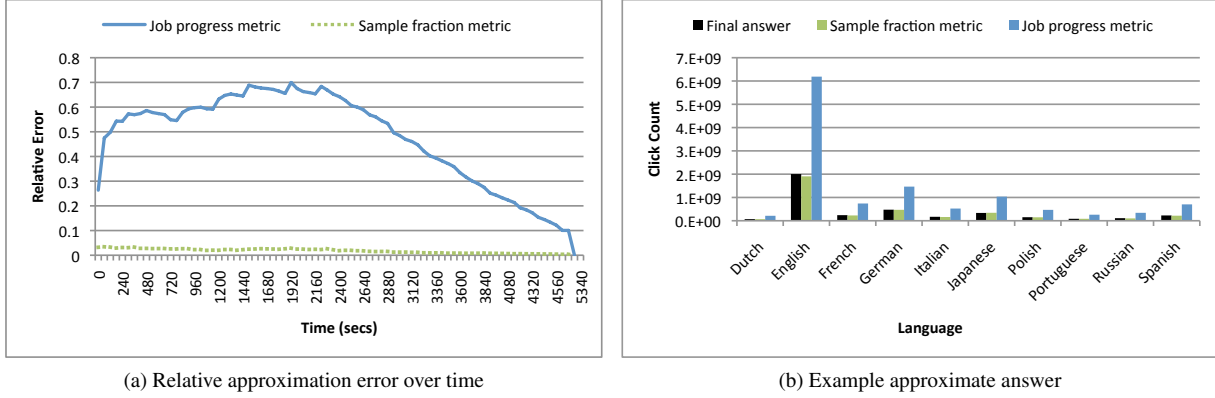 Job progress metric Sample fraction metric
0.8
0.7
0.6
0.5
0.4
0.3
0.2
0.1
0
Relative Error
0 240 480 720 960 1200 1440 1680 1920 2160 2400 2640 2880 3120 3360 3600 3840 4080 4320 4560 5340
Time (secs)
(a) Relative approximation error over time
Final answer Sample fraction metric Job progress metric
7.E+09
6.E+09
5.E+09
4.E+09
3.E+09
2.E+09
1.E+09
0.E+00
Click Count
Dutch English French German Italian Japanese Polish Portuguese Russian Spanish
Language
(b) Example approximate answer